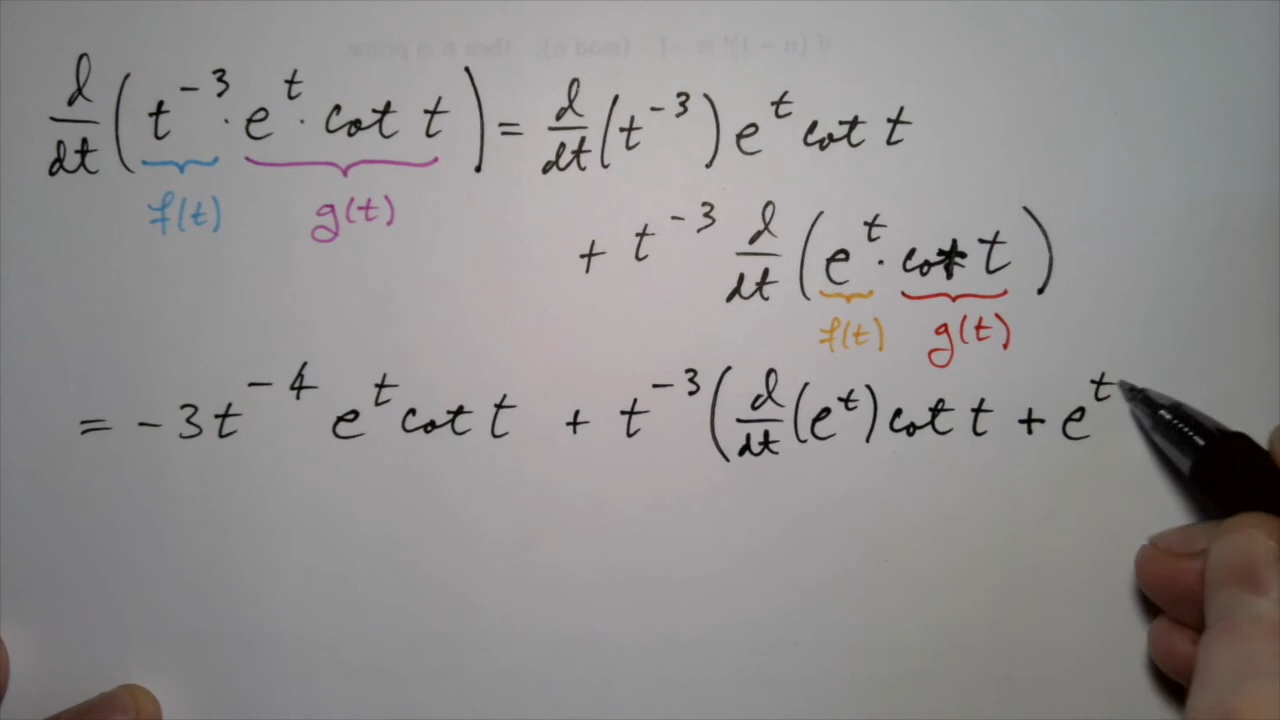 d/dt (t^-3 · e^t · cot t) = d/dt (t^-3) e^t cot t
f(t) g(t)
+ t^-3 d/dt (e^t · cot t)
f(t) g(t)
= -3t^-4 e^t cot t + t^-3 (d/dt (e^t) cot t + e^t